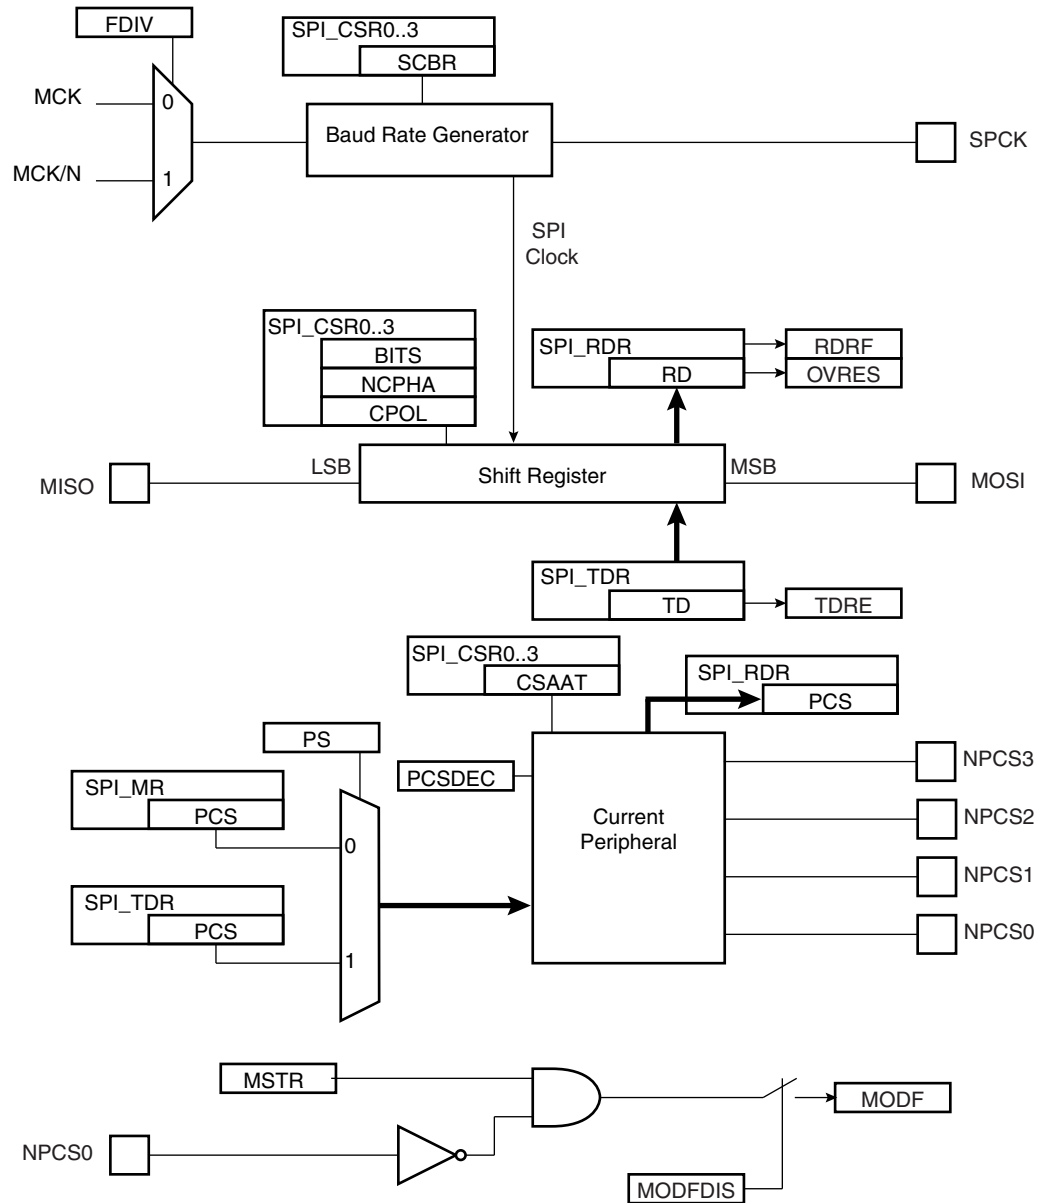 FDIV
SPI_CSR0..3
SCBR
MCK
0
Baud Rate Generator
SPCK
MCK/N
1
SPI
Clock
SPI_CSR0..3
BITS
NCPHA
CPOL
SPI_RDR
RD
RDRF
OVRES
LSB
Shift Register
MSB
MISO
MOSI
SPI_TDR
TD
TDRE
SPI_CSR0..3
CSAAT
SPI_RDR
PCS
PS
PCSDEC
SPI_MR
PCS
0
Current
Peripheral
NPCS3
NPCS2
NPCS1
NPCS0
SPI_TDR
PCS
1
MSTR
MODF
NPCS0
MODFDIS